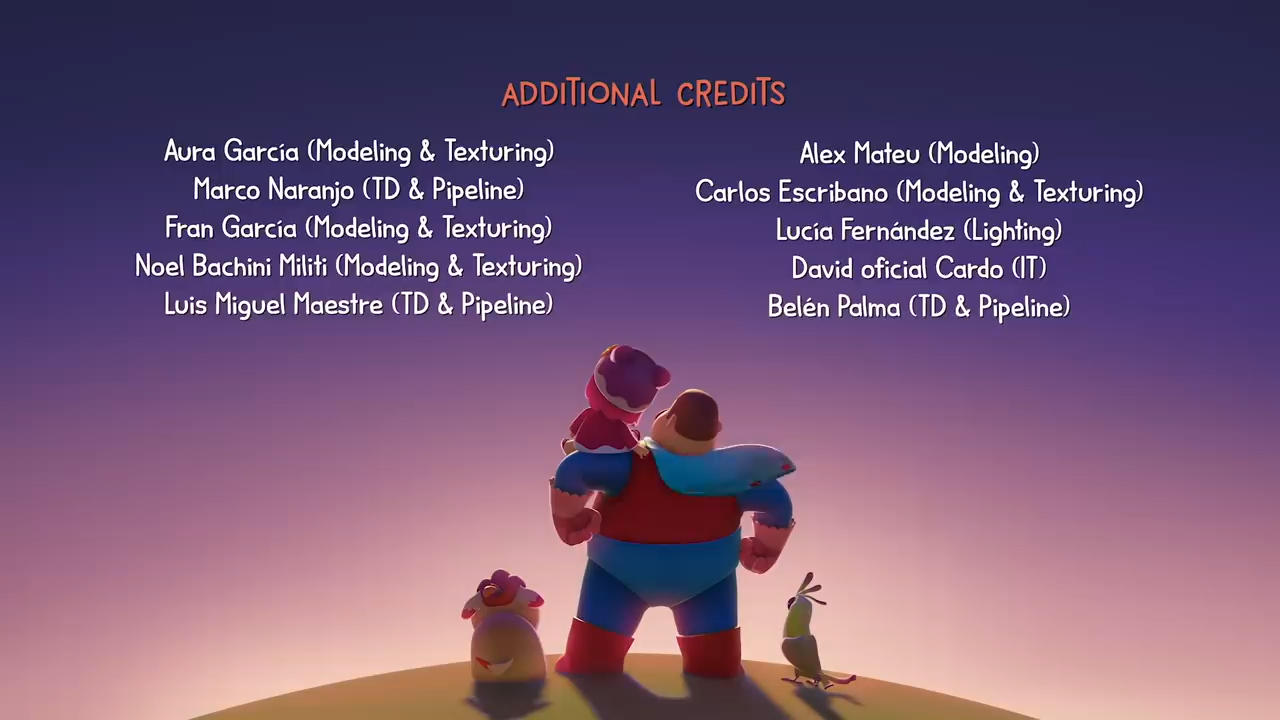 ADDITIONAL CREDITS
Aura García (Modeling & Texturing)
Marco Naranjo (TD & Pipeline)
Fran García (Modeling & Texturing)
Noel Bachini Militi (Modeling & Texturing)
Luis Miguel Maestre (TD & Pipeline)
Alex Mateu (Modeling)
Carlos Escribano (Modeling & Texturing)
Lucía Fernández (Lighting)
David oficial Cardo (IT)
Belén Palma (TD & Pipeline)